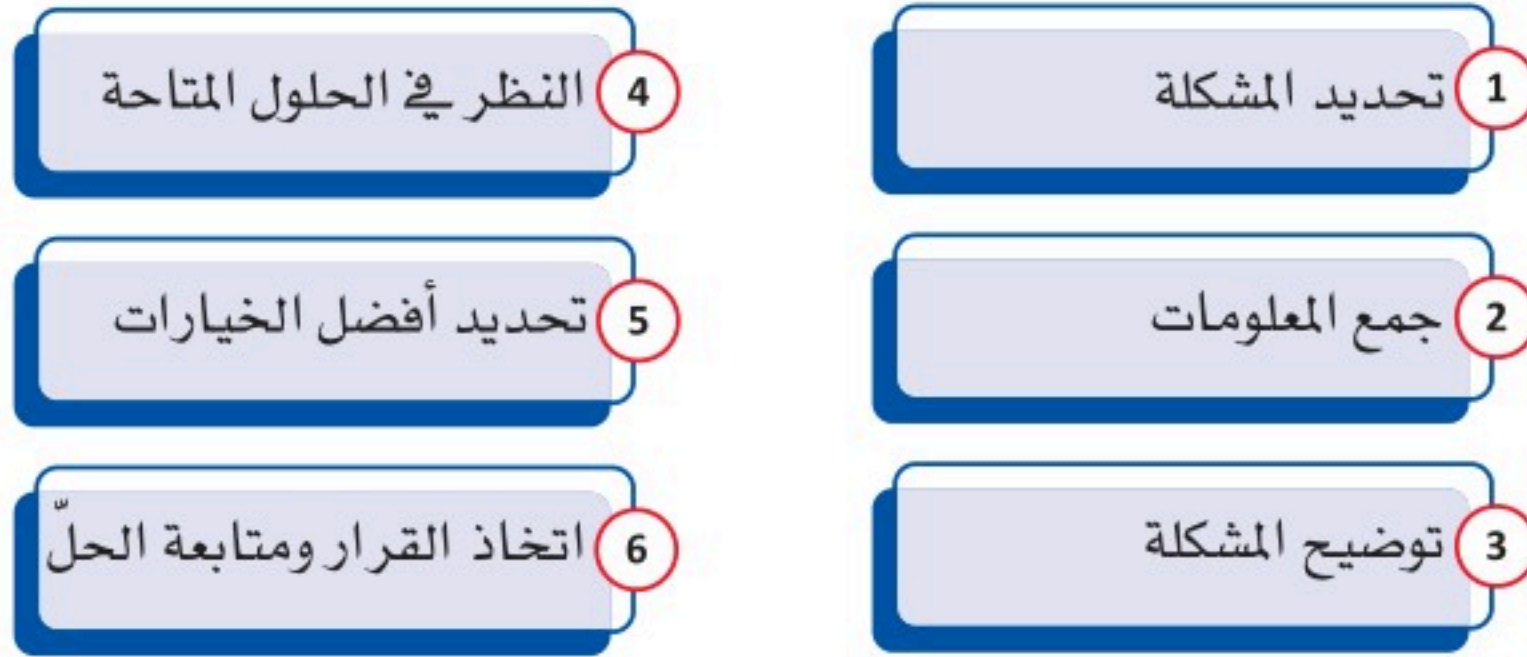 1 تحديد المشكلة
2 جمع المعلومات
3 توضيح المشكلة
4 النظر في الحلول المتاحة
5 تحديد أفضل الخيارات
6 اتخاذ القرار ومتابعة الحلّ